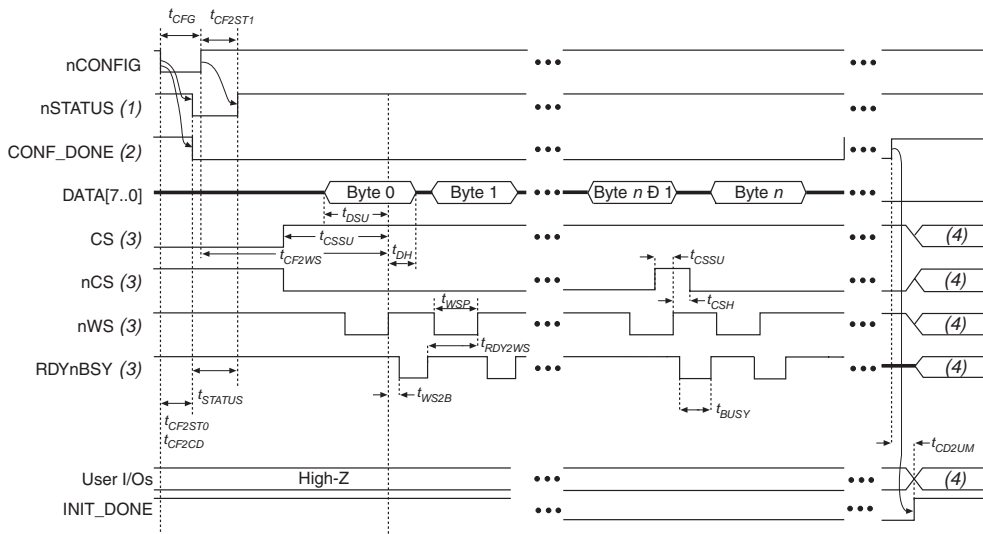 tCFG
tCF2ST1
nCONFIG
nSTATUS (1)
CONF_DONE (2)
DATA[7..0]
Byte 0
Byte 1
Byte n Ð 1
Byte n
tDSU
CS (3)
tCSSU
tCF2WS
tDH
tCSSU
(4)
nCS (3)
(4)
tWSP
tCSH
nWS (3)
(4)
tRDY2WS
RDYnBSY (3)
(4)
tSTATUS
tWS2B
tBUSY
tCF2ST0
tCF2CD
tCD2UM
User I/Os
High-Z
(4)
INIT_DONE